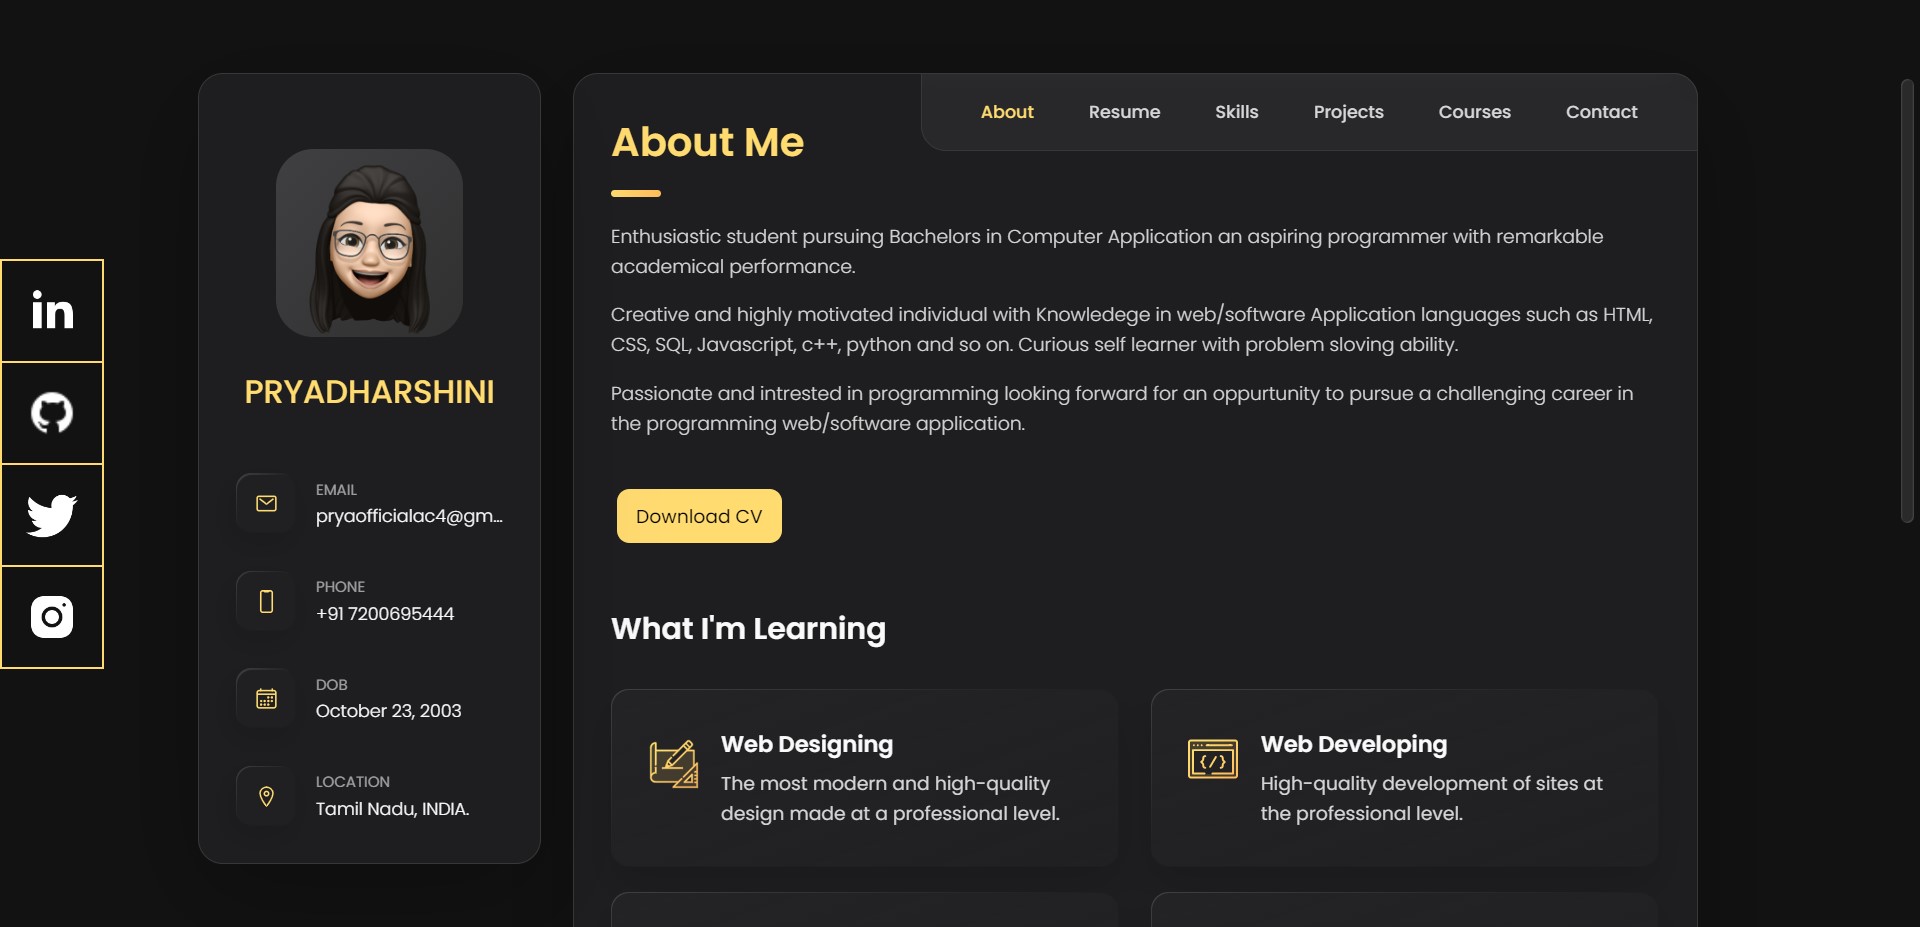 in
PRYADHARSHINI
EMAIL
pryaofficialac4@gm...
PHONE
+91 7200695444
DOB
October 23, 2003
LOCATION
Tamil Nadu, INDIA.
About Resume Skills Projects Courses Contact
About Me
Enthusiastic student pursuing Bachelors in Computer Application an aspiring programmer with remarkable
academical performance.
Creative and highly motivated individual with Knowledege in web/software Application languages such as HTML,
CSS, SQL, Javascript, c++, python and so on. Curious self learner with problem sloving ability.
Passionate and intrested in programming looking forward for an oppurtunity to pursue a challenging career in
the programming web/software application.
Download CV
What I'm Learning
Web Designing
The most modern and high-quality
design made at a professional level.
Web Developing
High-quality development of sites at
the professional level.